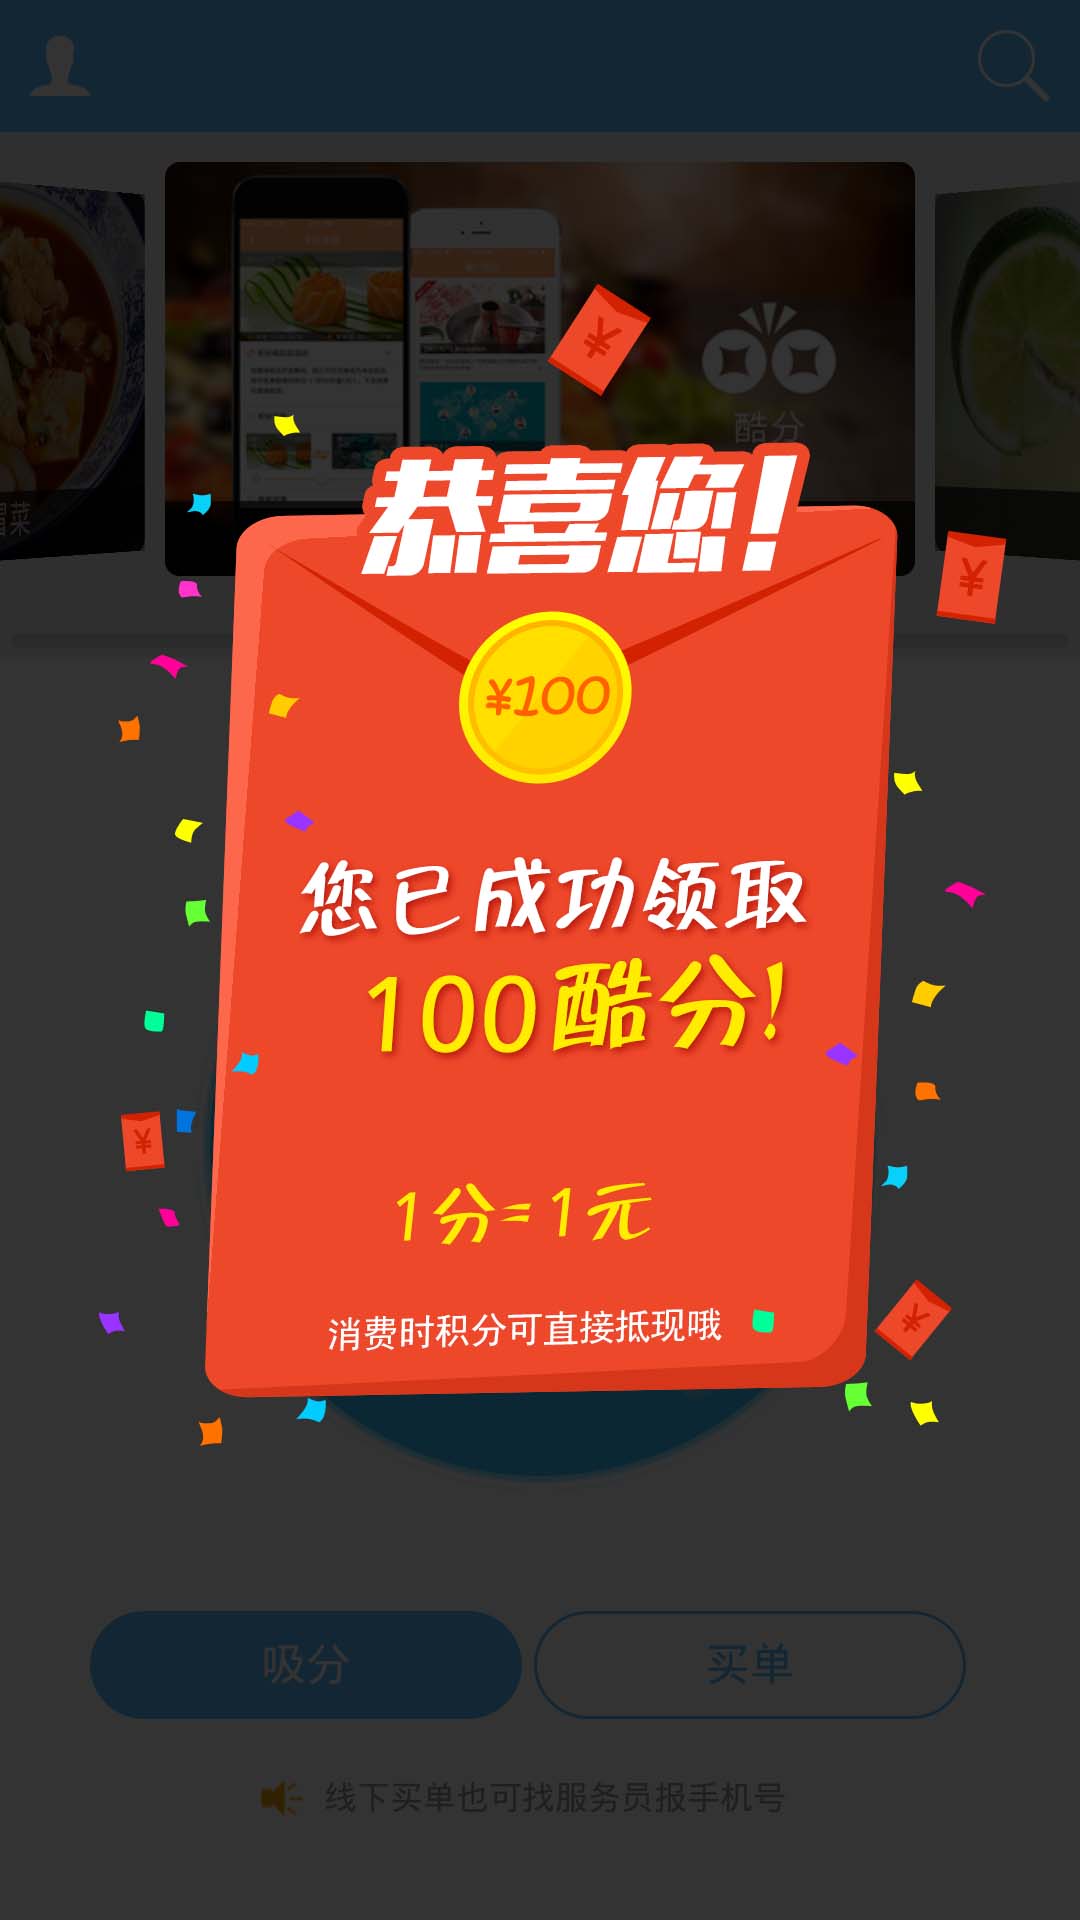 酷分
冒菜
恭喜您!
¥100
您已成功领取
100酷分!
1分=1元
消费时积分可直接抵现哦
吸分
买单
线下买单也可找服务员报手机号